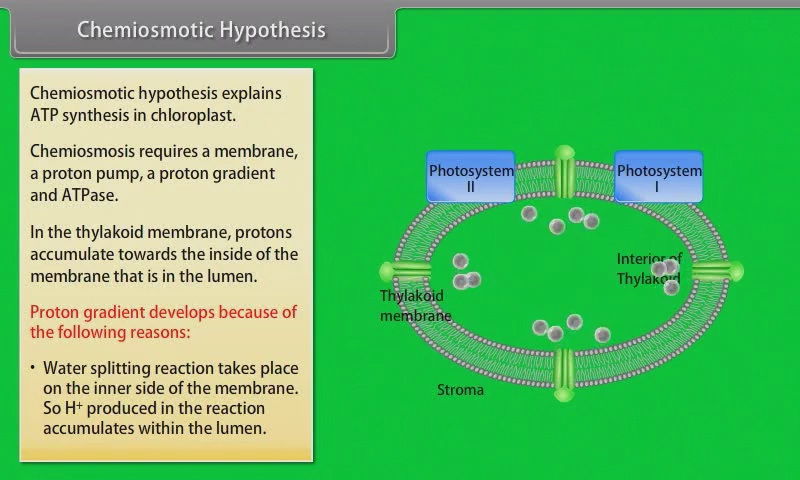 Chemiosmotic Hypothesis
Chemiosmotic hypothesis explains
ATP synthesis in chloroplast.
Chemiosmosis requires a membrane,
a proton pump, a proton gradient
and ATPase.
In the thylakoid membrane, protons
accumulate towards the inside of the
membrane that is in the lumen.
Proton gradient develops because of
the following reasons:
• Water splitting reaction takes place
on the inner side of the membrane.
So H⁺ produced in the reaction
accumulates within the lumen.
Photosystem
II
Photosystem
I
Interior of
Thylakoid
Thylakoid
membrane
Stroma